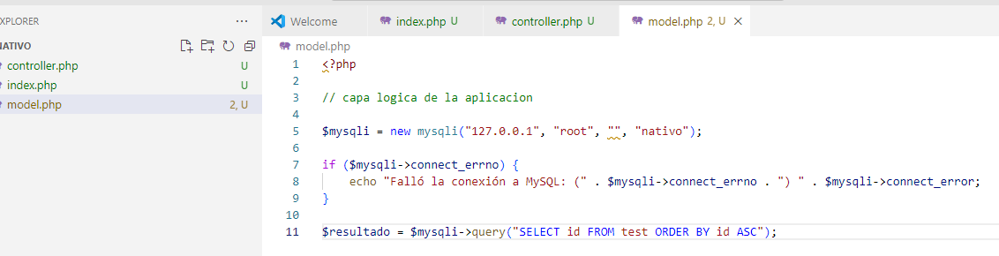 EXPLORER
···
Welcome
index.php U
controller.php U
model.php 2, U
NATIVO
controller.php U
index.php U
model.php 2, U
model.php
1 <?php
2
3 // capa logica de la aplicacion
4
5 $mysqli = new mysqli("127.0.0.1", "root", "", "nativo");
6
7 if ($mysqli->connect_errno) {
8 echo "Falló la conexión a MySQL: (" . $mysqli->connect_errno . ") " . $mysqli->connect_error;
9 }
10
11 $resultado = $mysqli->query("SELECT id FROM test ORDER BY id ASC");